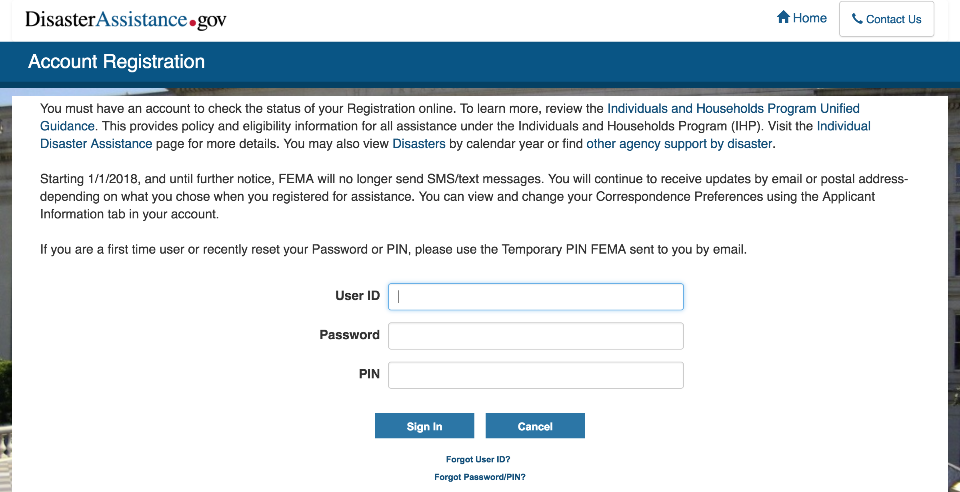 DisasterAssistance.gov
Home
Contact Us
Account Registration
You must have an account to check the status of your Registration online. To learn more, review the Individuals and Households Program Unified
Guidance. This provides policy and eligibility information for all assistance under the Individuals and Households Program (IHP). Visit the Individual
Disaster Assistance page for more details. You may also view Disasters by calendar year or find other agency support by disaster.
Starting 1/1/2018, and until further notice, FEMA will no longer send SMS/text messages. You will continue to receive updates by email or postal address-
depending on what you chose when you registered for assistance. You can view and change your Correspondence Preferences using the Applicant
Information tab in your account.
If you are a first time user or recently reset your Password or PIN, please use the Temporary PIN FEMA sent to you by email.
User ID
Password
PIN
Sign In
Cancel
Forgot User ID?
Forgot Password/PIN?